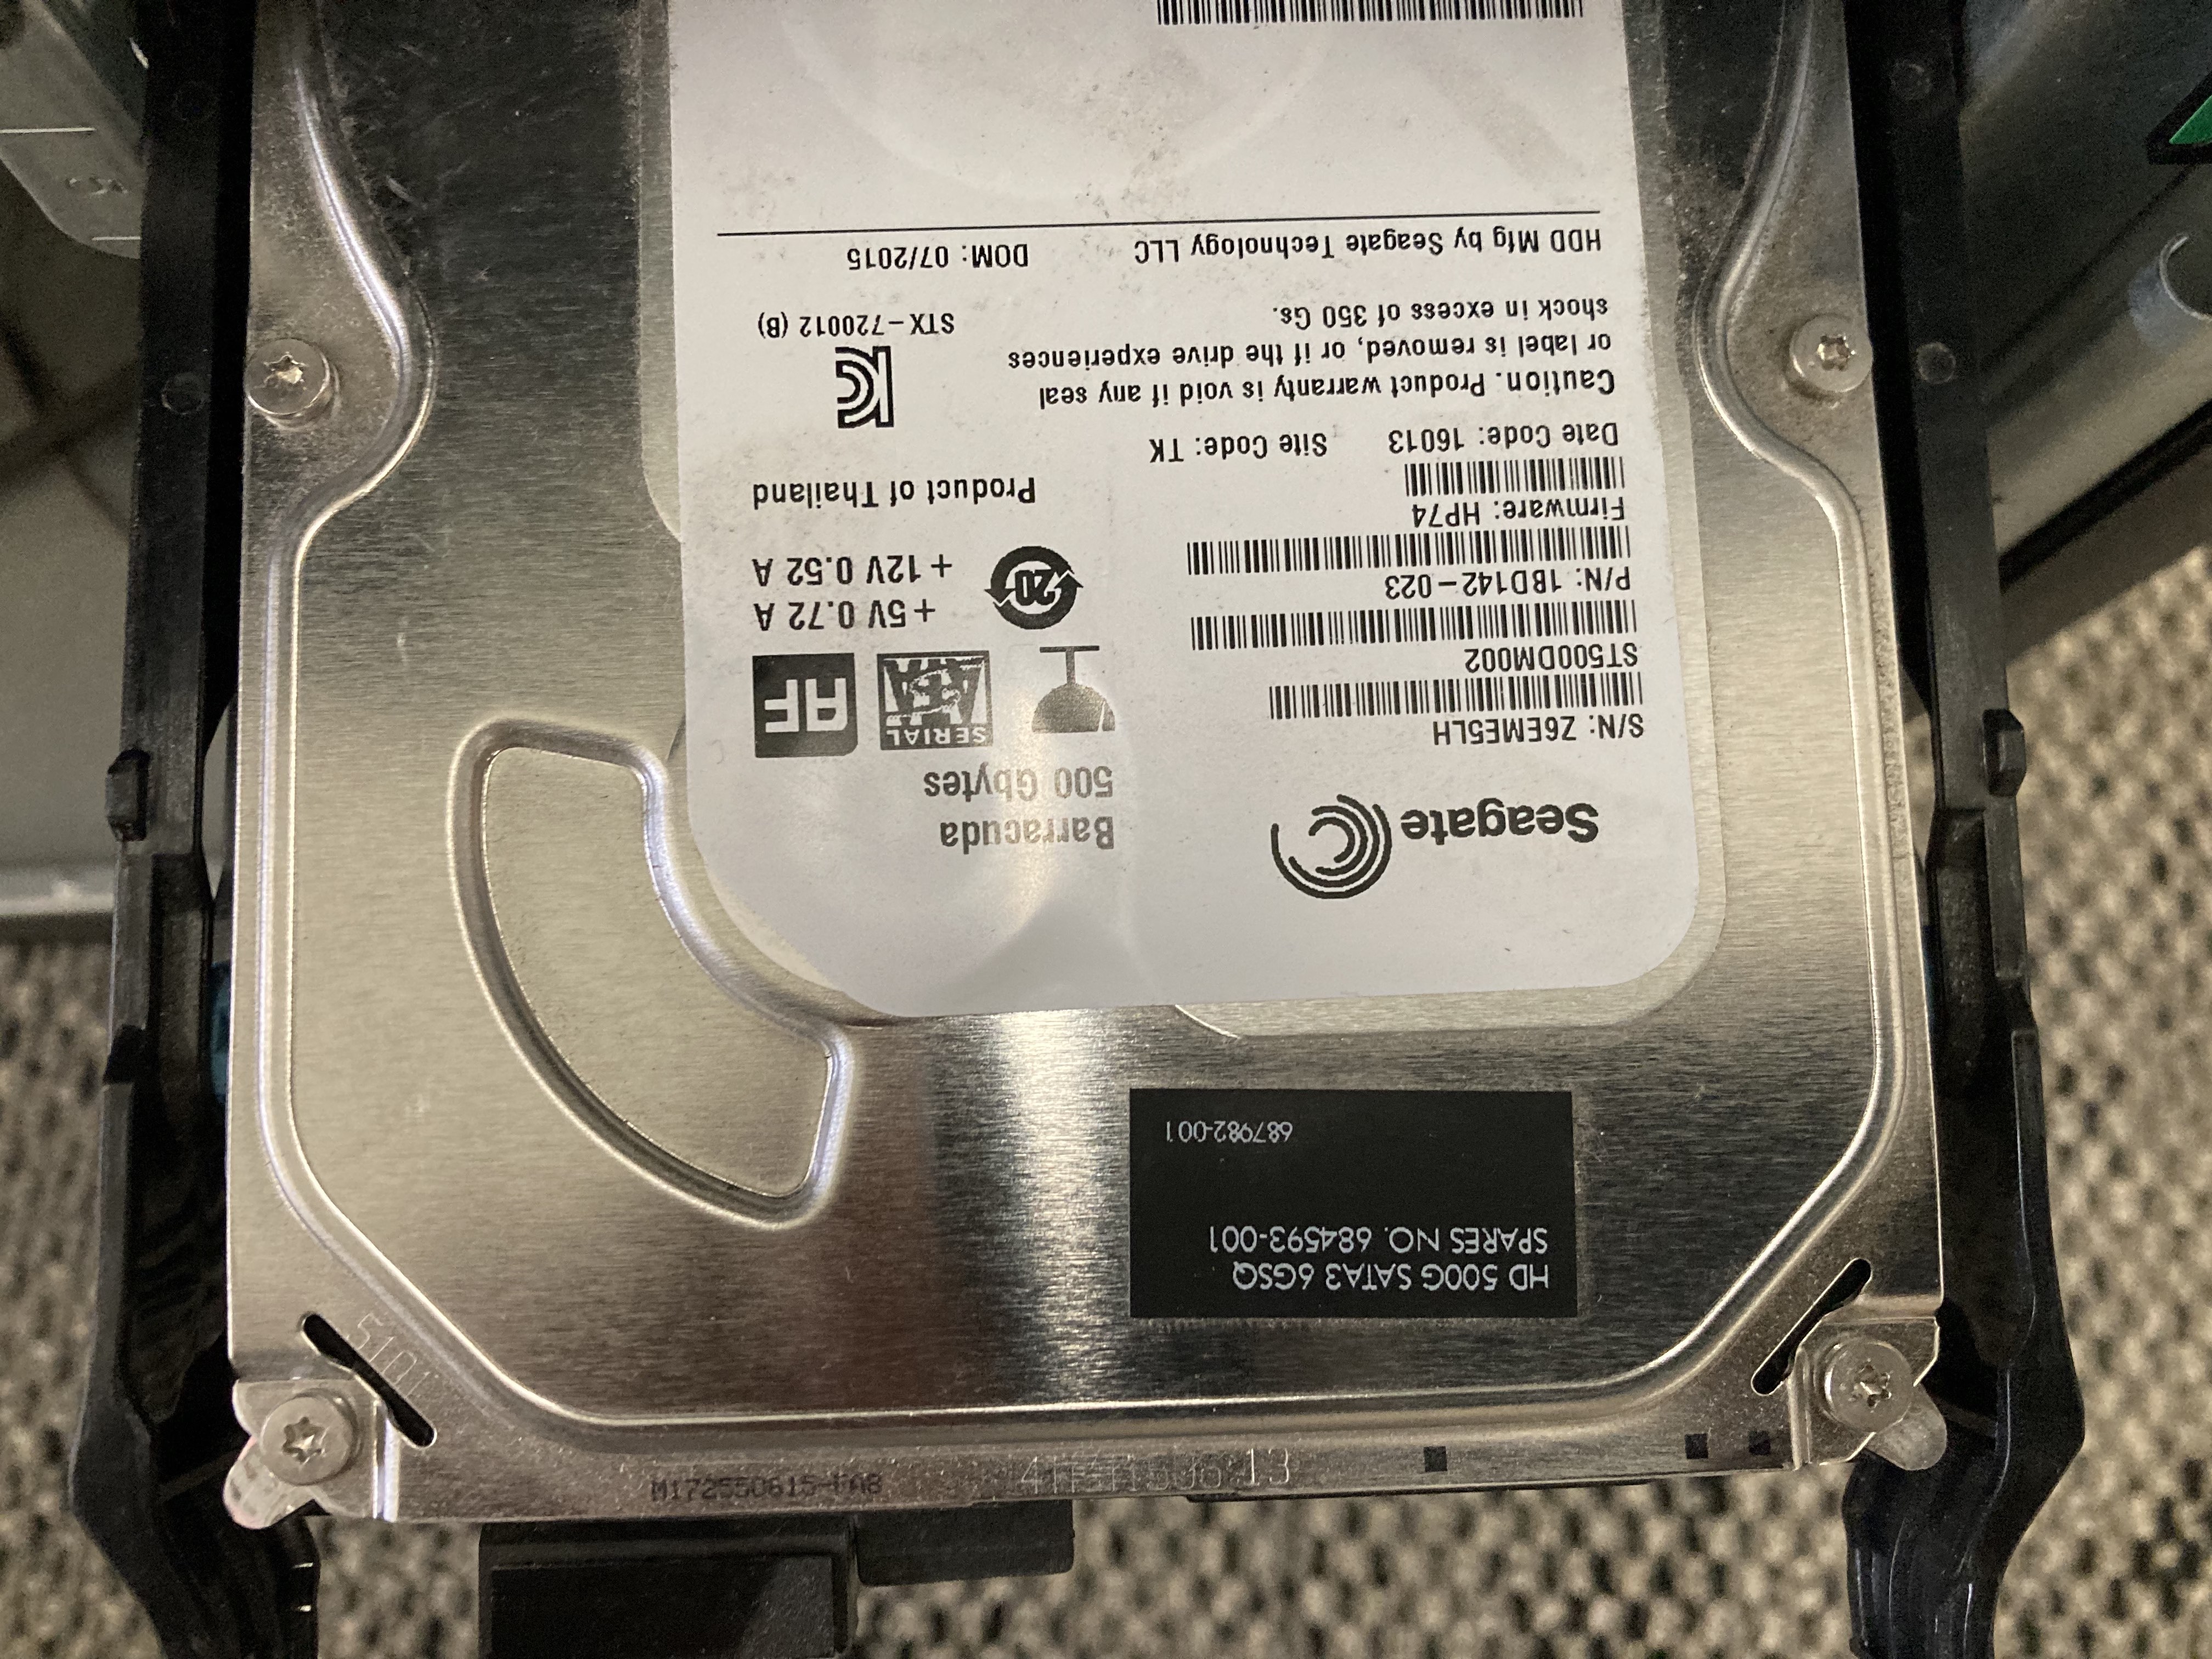 HD 500G SATA3 6GSQ
SPARES NO. 684593-001
687982-001
Seagate
S/N: Z6EME5LH
ST500DM002
P/N: 1BD142-023
Firmware: HP74
Date Code: 16013 Site Code: TK
Barracuda
500 Gbytes
SERIAL
ATA
AF
+5V 0.72 A
+12V 0.52 A
20
Product of Thailand
STX-720012 (B)
Caution. Product warranty is void if any seal
or label is removed, or if the drive experiences
shock in excess of 350 Gs.
HDD Mfg by Seagate Technology LLC DOM: 07/2015